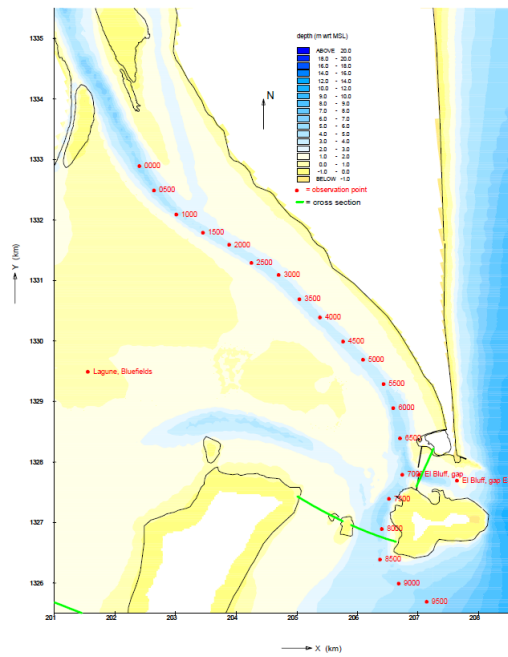 depth (m wrt MSL)
ABOVE 20.0
18.0 - 20.0
16.0 - 18.0
14.0 - 16.0
12.0 - 14.0
10.0 - 12.0
9.0 - 10.0
8.0 - 9.0
7.0 - 8.0
6.0 - 7.0
5.0 - 6.0
4.0 - 5.0
3.0 - 4.0
2.0 - 3.0
1.0 - 2.0
0.0 - 1.0
-1.0 - 0.0
BELOW -1.0
= observation point
= cross section
N
1335
1334
1333
1332
1331
1330
1329
1328
1327
1326
Y (km)
0000
0500
1000
1500
2000
2500
3000
3500
4000
4500
5000
5500
6000
6500
El Bluff, gap
El Bluff, gap E
7500
8000
8500
9000
9500
Lagune, Bluefields
201
202
203
204
205
206
207
208
X (km)